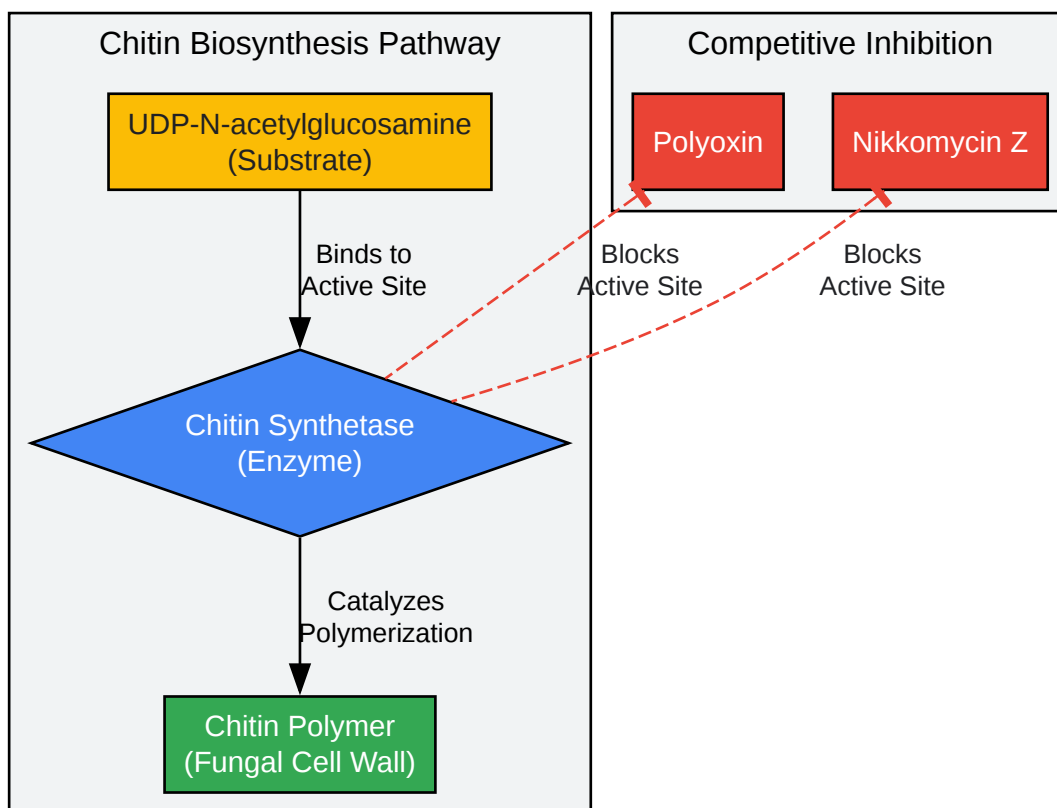 Chitin Biosynthesis Pathway
UDP-N-acetylglucosamine
(Substrate)
Binds to
Active Site
Chitin Synthetase
(Enzyme)
Catalyzes
Polymerization
Chitin Polymer
(Fungal Cell Wall)
Competitive Inhibition
Polyoxin
Nikkomycin Z
Blocks
Active Site
Blocks
Active Site